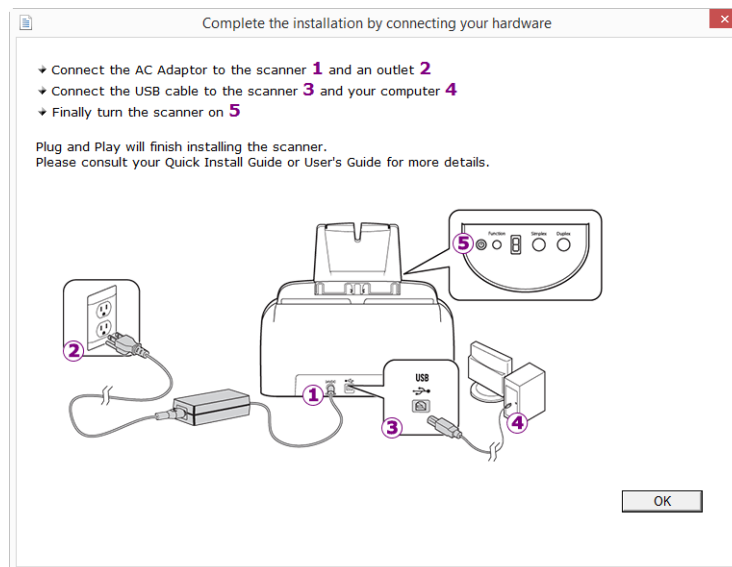 Complete the installation by connecting your hardware
Connect the AC Adaptor to the scanner 1 and an outlet 2
Connect the USB cable to the scanner 3 and your computer 4
Finally turn the scanner on 5
Plug and Play will finish installing the scanner.
Please consult your Quick Install Guide or User's Guide for more details.
5
Function
8
Simplex
Duplex
2
1
USB
3
4
OK